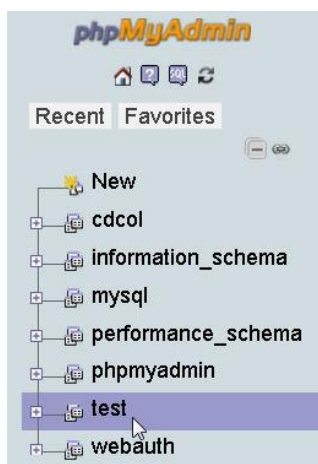 phpMyAdmin
Recent Favorites
New
cdcol
information_schema
mysql
performance_schema
phpmyadmin
test
webauth